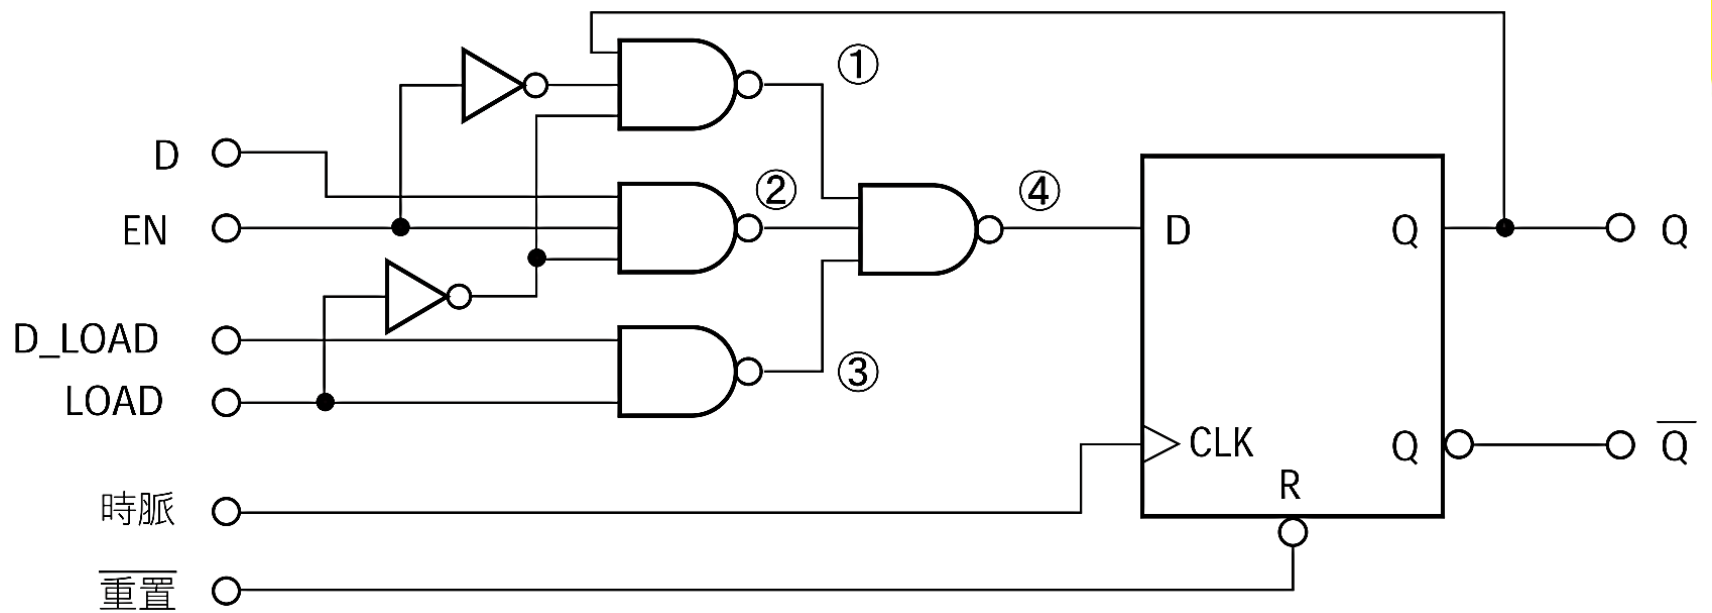 ①
D
②
④
EN
D
Q
Q
D_LOAD
③
LOAD
CLK
Q
Q̅
R
時脈
重̅置̅